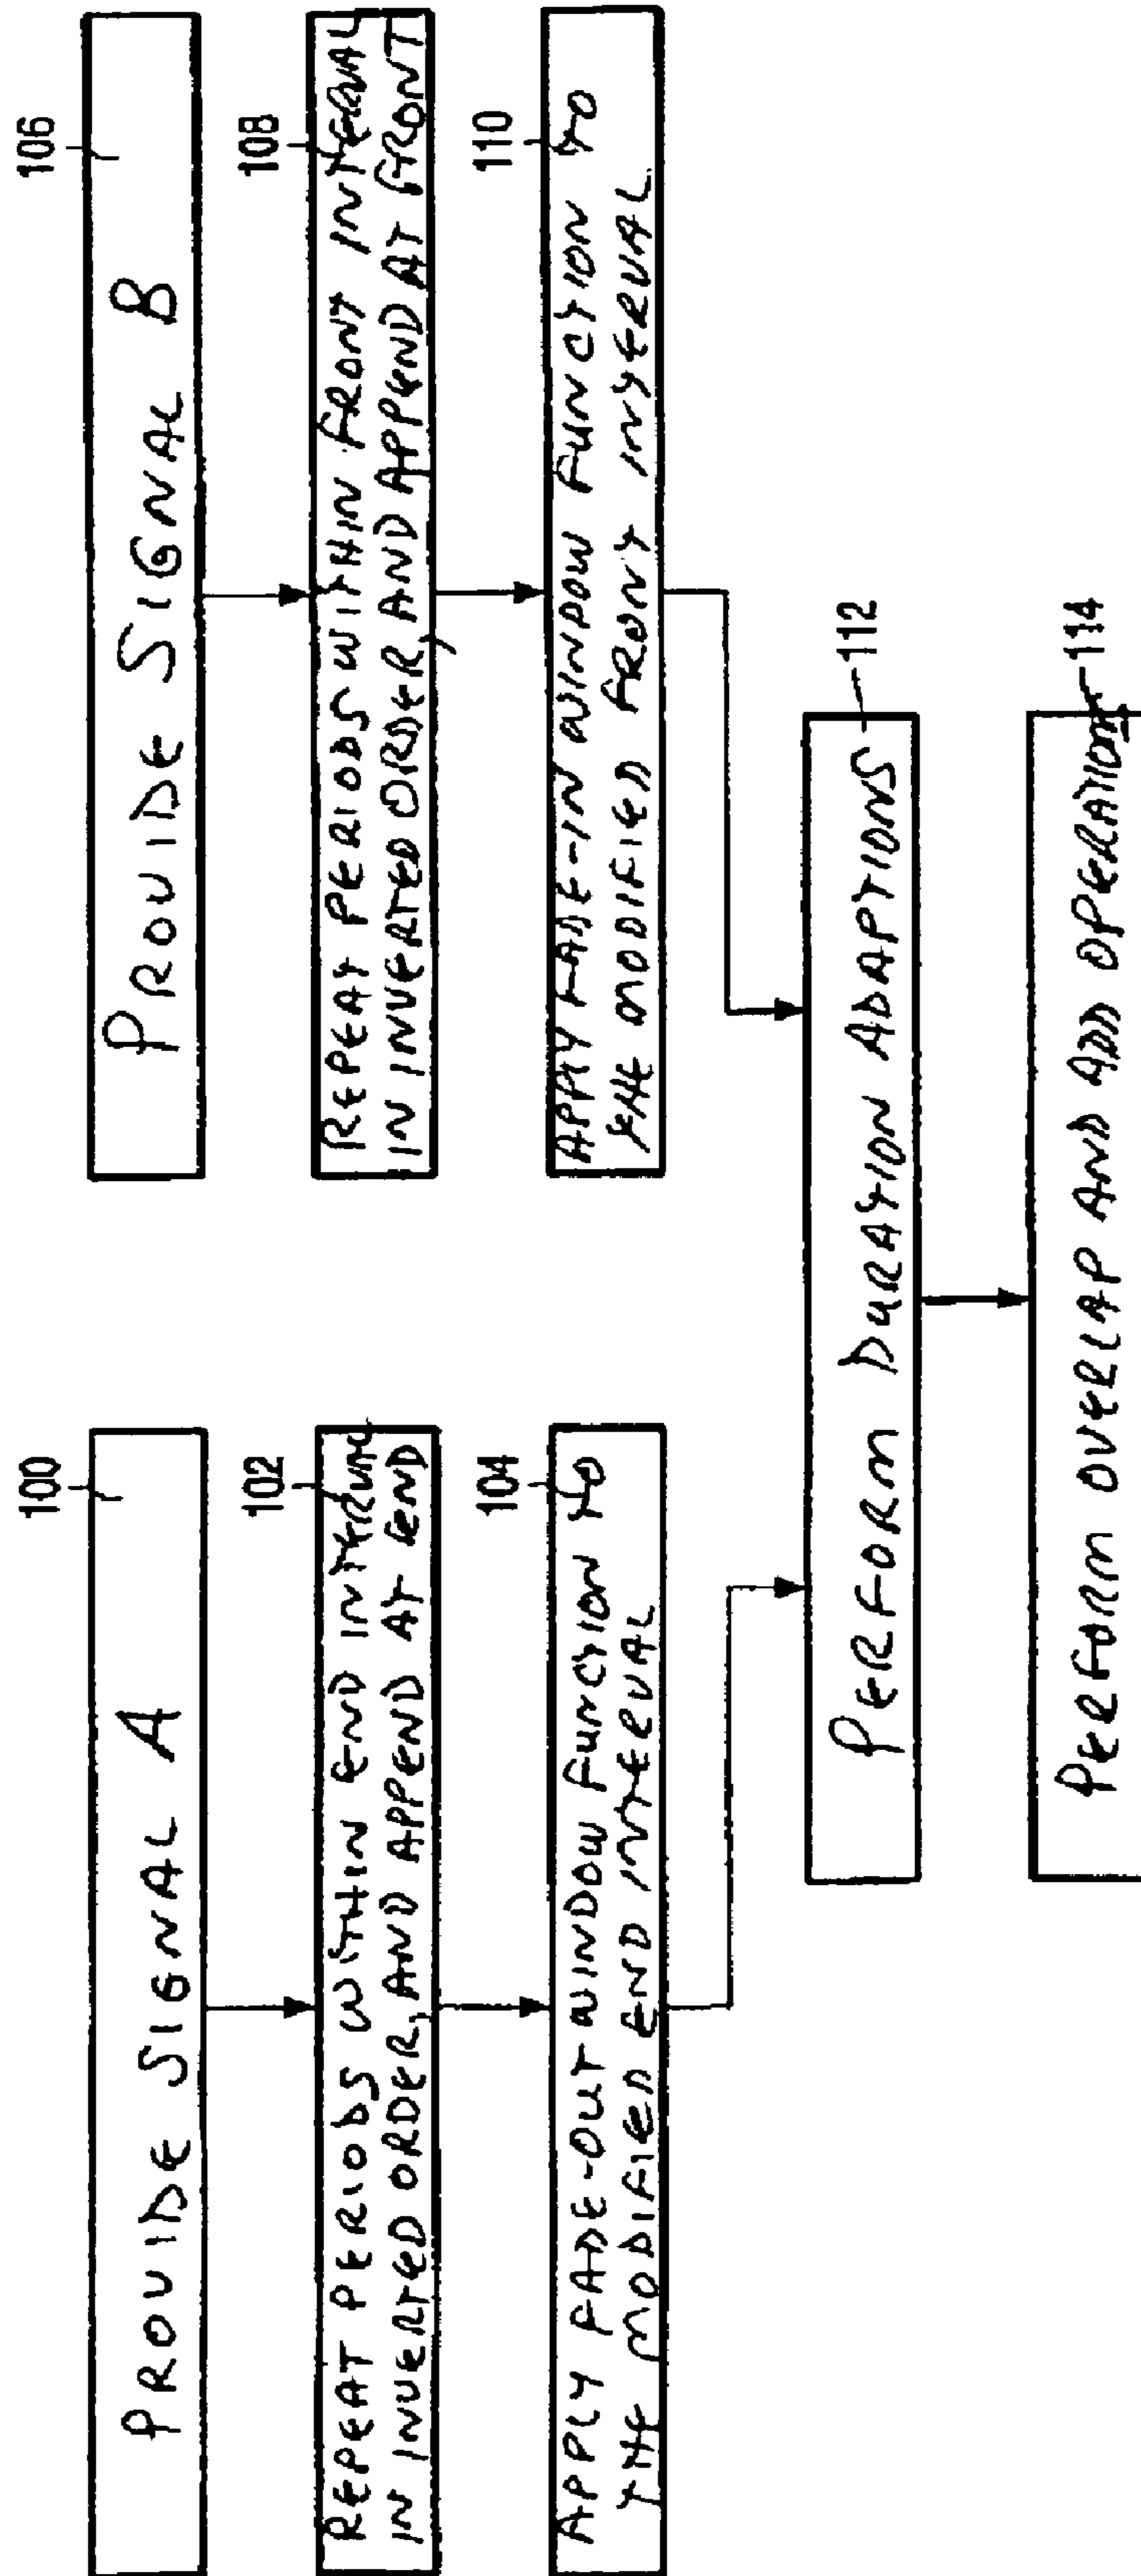 100
PROVIDE SIGNAL A
102
REPEAT PERIODS WITHIN END INTERVAL
IN INVERTED ORDER, AND APPEND AT END
104
APPLY FADE-OUT WINDOW FUNCTION TO
THE MODIFIED END INTERVAL
106
PROVIDE SIGNAL B
108
REPEAT PERIODS WITHIN FRONT INTERVAL
IN INVERTED ORDER, AND APPEND AT FRONT
110
APPLY FADE-IN WINDOW FUNCTION TO
THE MODIFIED FRONT INTERVAL
PERFORM DURATION ADAPTIONS
112
PERFORM OVERLAP AND ADD OPERATION
114